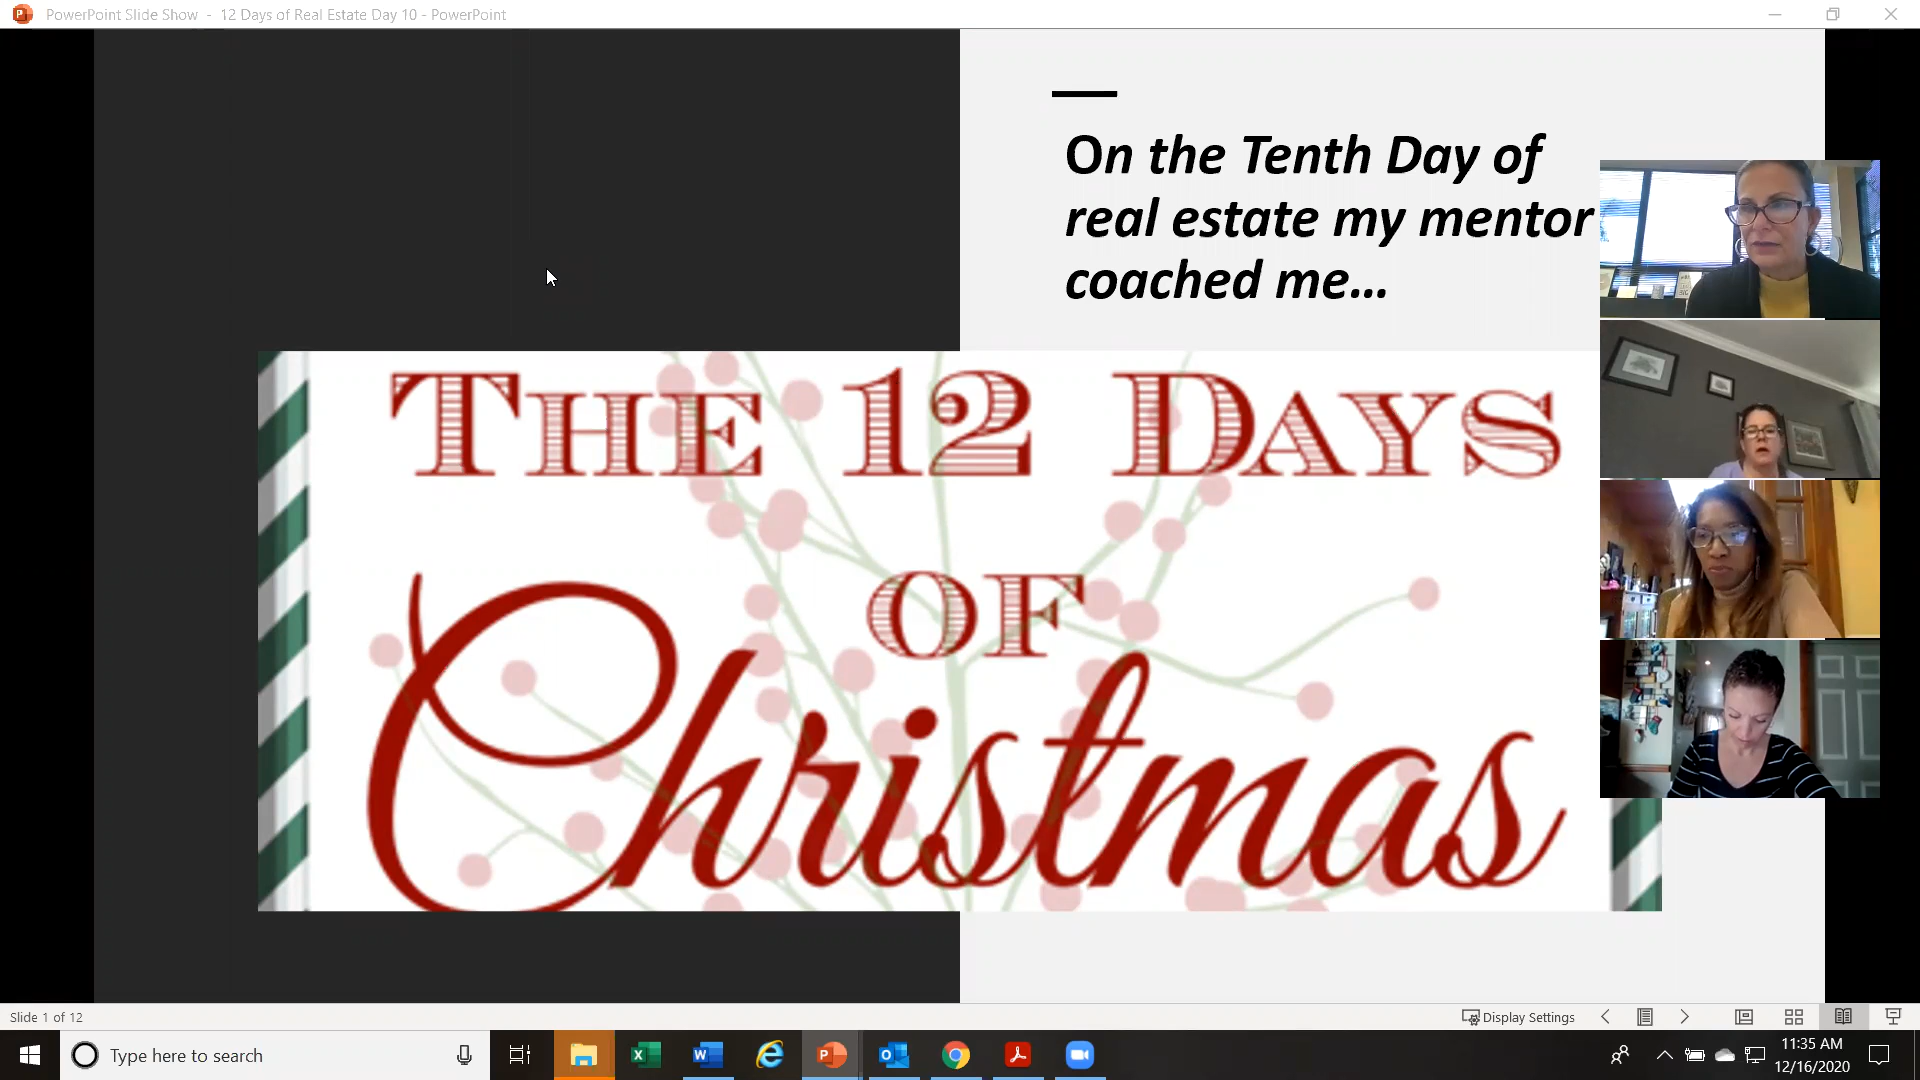 PowerPoint Slide Show - 12 Days of Real Estate Day 10 - PowerPoint
On the Tenth Day of
real estate my mentor
coached me...
THE 12 DAYS
OF
Christmas
Slide 1 of 12
Display Settings
Type here to search
11:35 AM
12/16/2020